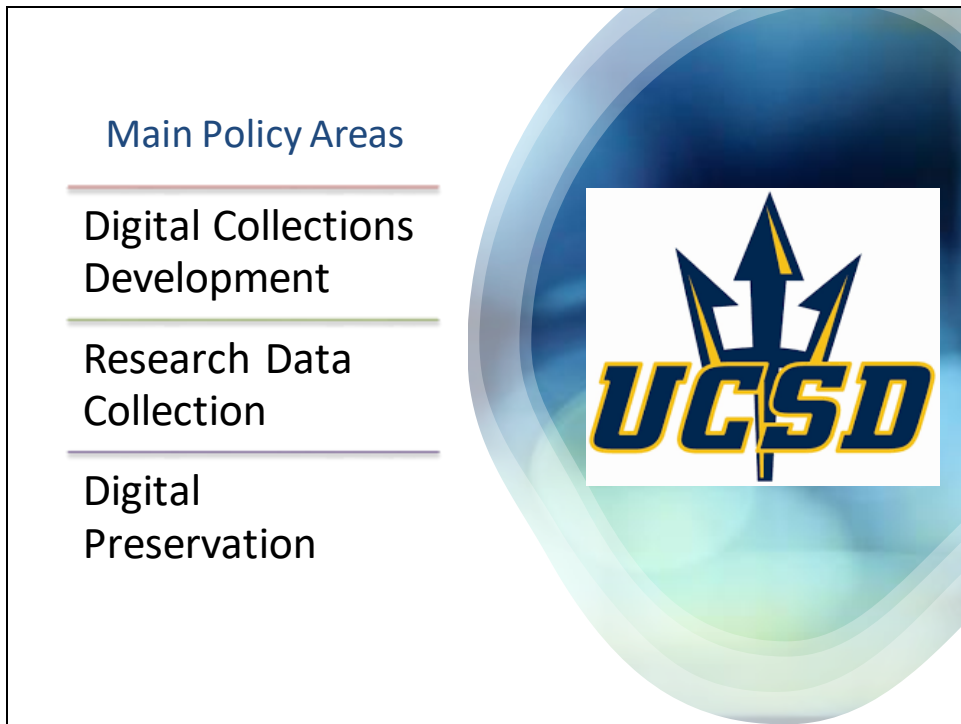 Main Policy Areas
Digital Collections
Development
Research Data
Collection
Digital
Preservation
UCSD